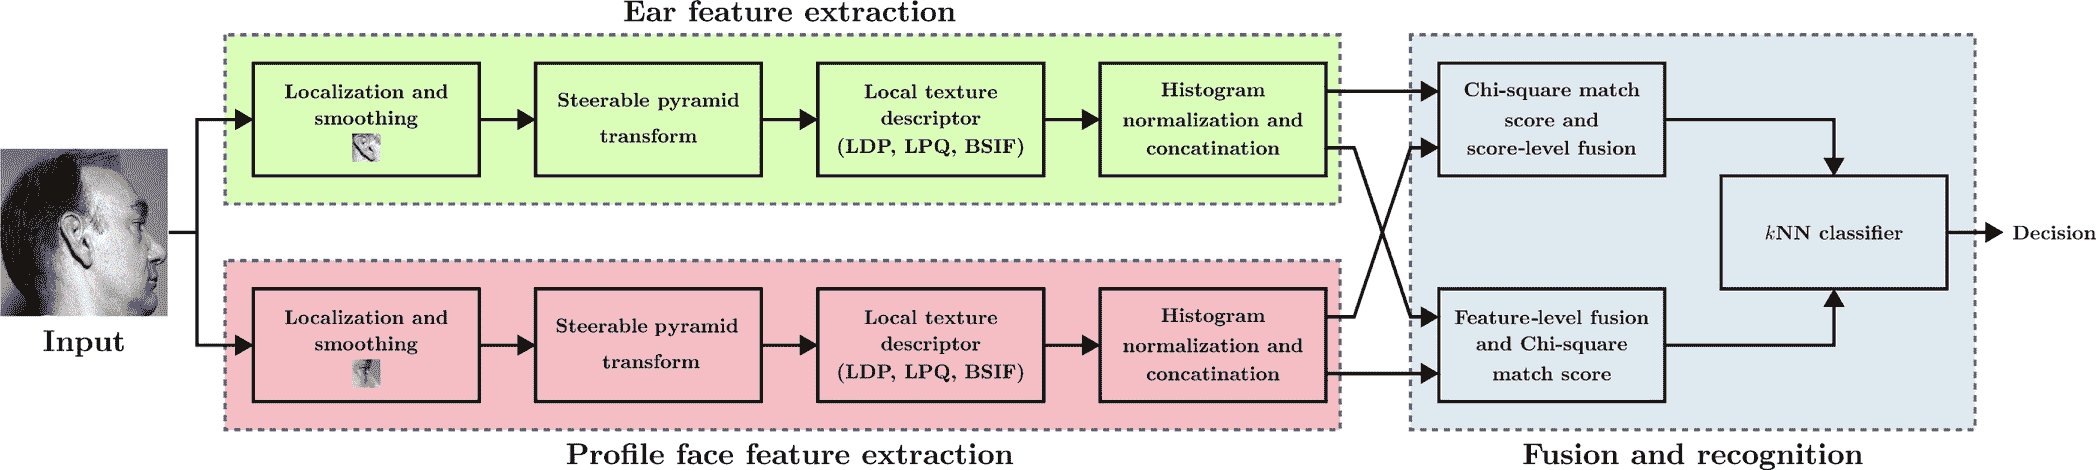 Ear feature extraction
Localization and
smoothing
Steerable pyramid
transform
Local texture
descriptor
(LDP, LPQ, BSIF)
Histogram
normalization and
concatination
Chi-square match
score and
score-level fusion
kNN classifier
Decision
Input
Localization and
smoothing
Steerable pyramid
transform
Local texture
descriptor
(LDP, LPQ, BSIF)
Histogram
normalization and
concatination
Feature-level fusion
and Chi-square
match score
Profile face feature extraction
Fusion and recognition